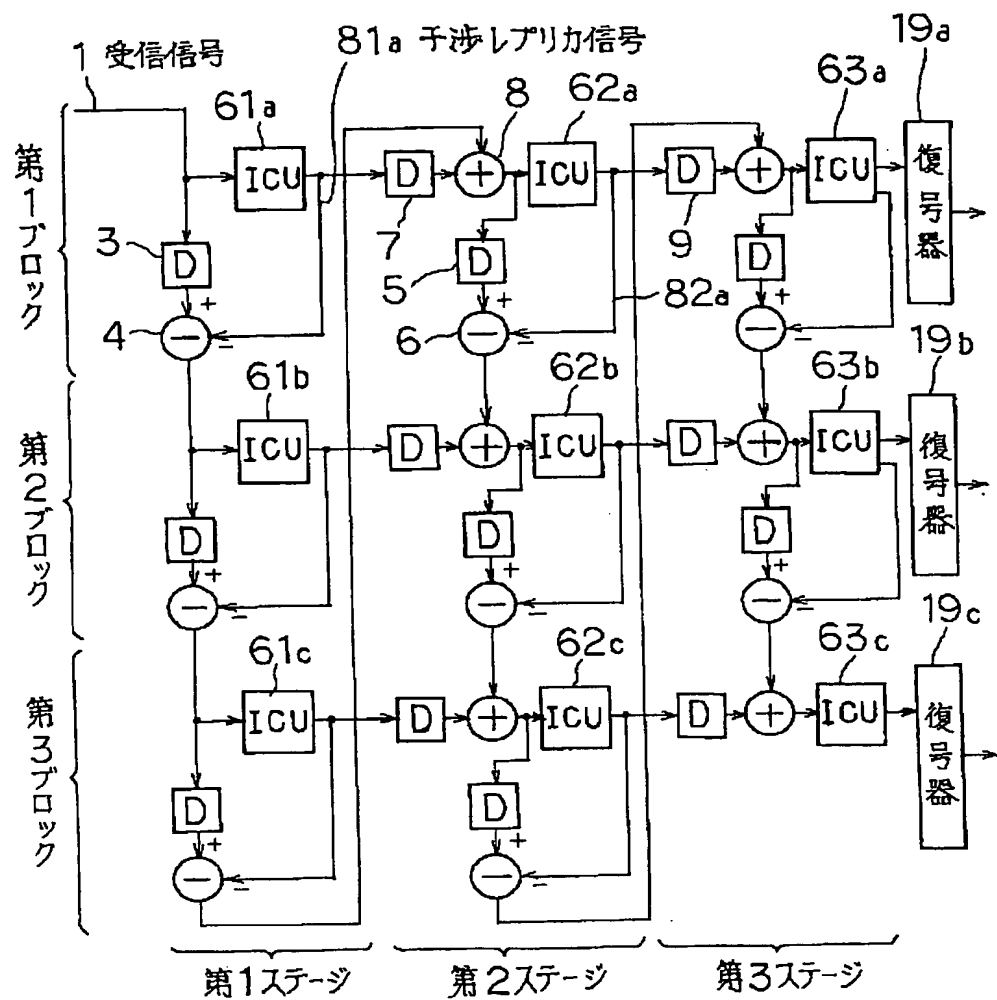 1 受信信号
81a 干渉レプリカ信号
19a
61a
8
62a
63a
第1ブロック
ICU
D
+
ICU
D
+
ICU
復号器
3
D
7
5
D
9
D
+
+
+
4
−
−
6
−
−
82a
−
−
61b
62b
63b
19b
第2ブロック
ICU
D
+
ICU
D
+
ICU
復号器
D
D
D
+
+
+
−
−
−
−
−
−
61c
62c
63c
19c
第3ブロック
ICU
D
+
ICU
D
+
ICU
復号器
D
D
+
+
−
−
−
−
第1ステージ
第2ステージ
第3ステージ